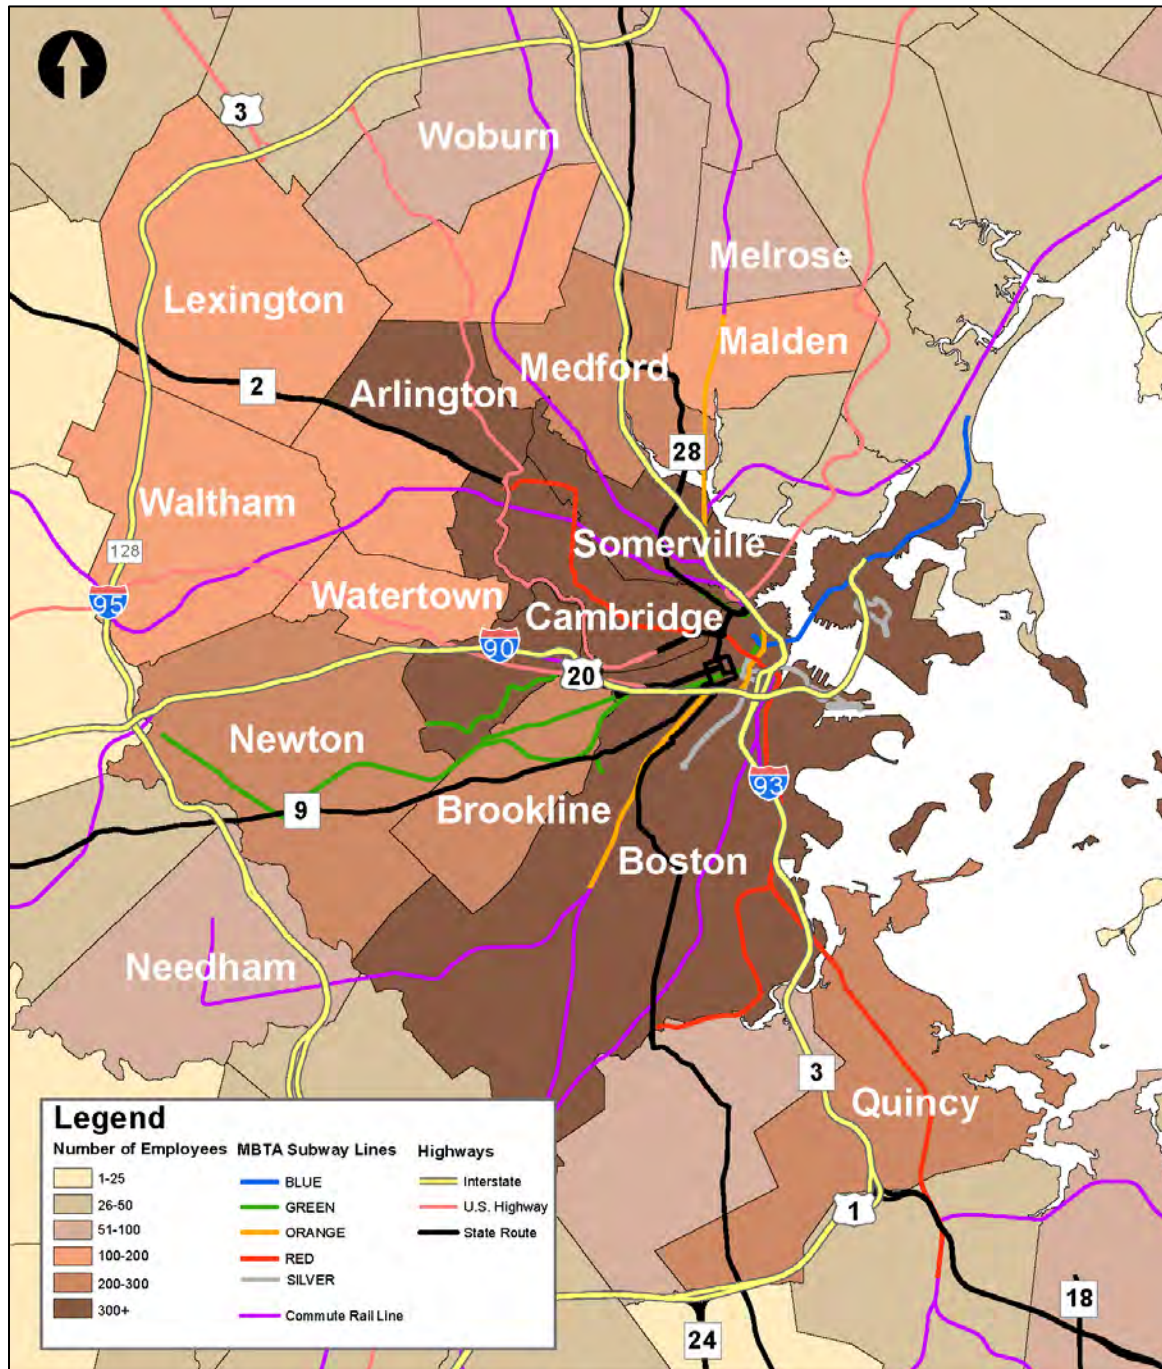 3
Woburn
Melrose
Lexington
Malden
Medford
2
Arlington
28
Waltham
Somerville
128
95
Watertown
Cambridge
90
20
Newton
93
9
Brookline
Boston
Needham
3
Quincy
1
18
24
Legend
Number of Employees
1-25
26-50
51-100
100-200
200-300
300+
MBTA Subway Lines
BLUE
GREEN
ORANGE
RED
SILVER
Commute Rail Line
Highways
Interstate
U.S. Highway
State Route